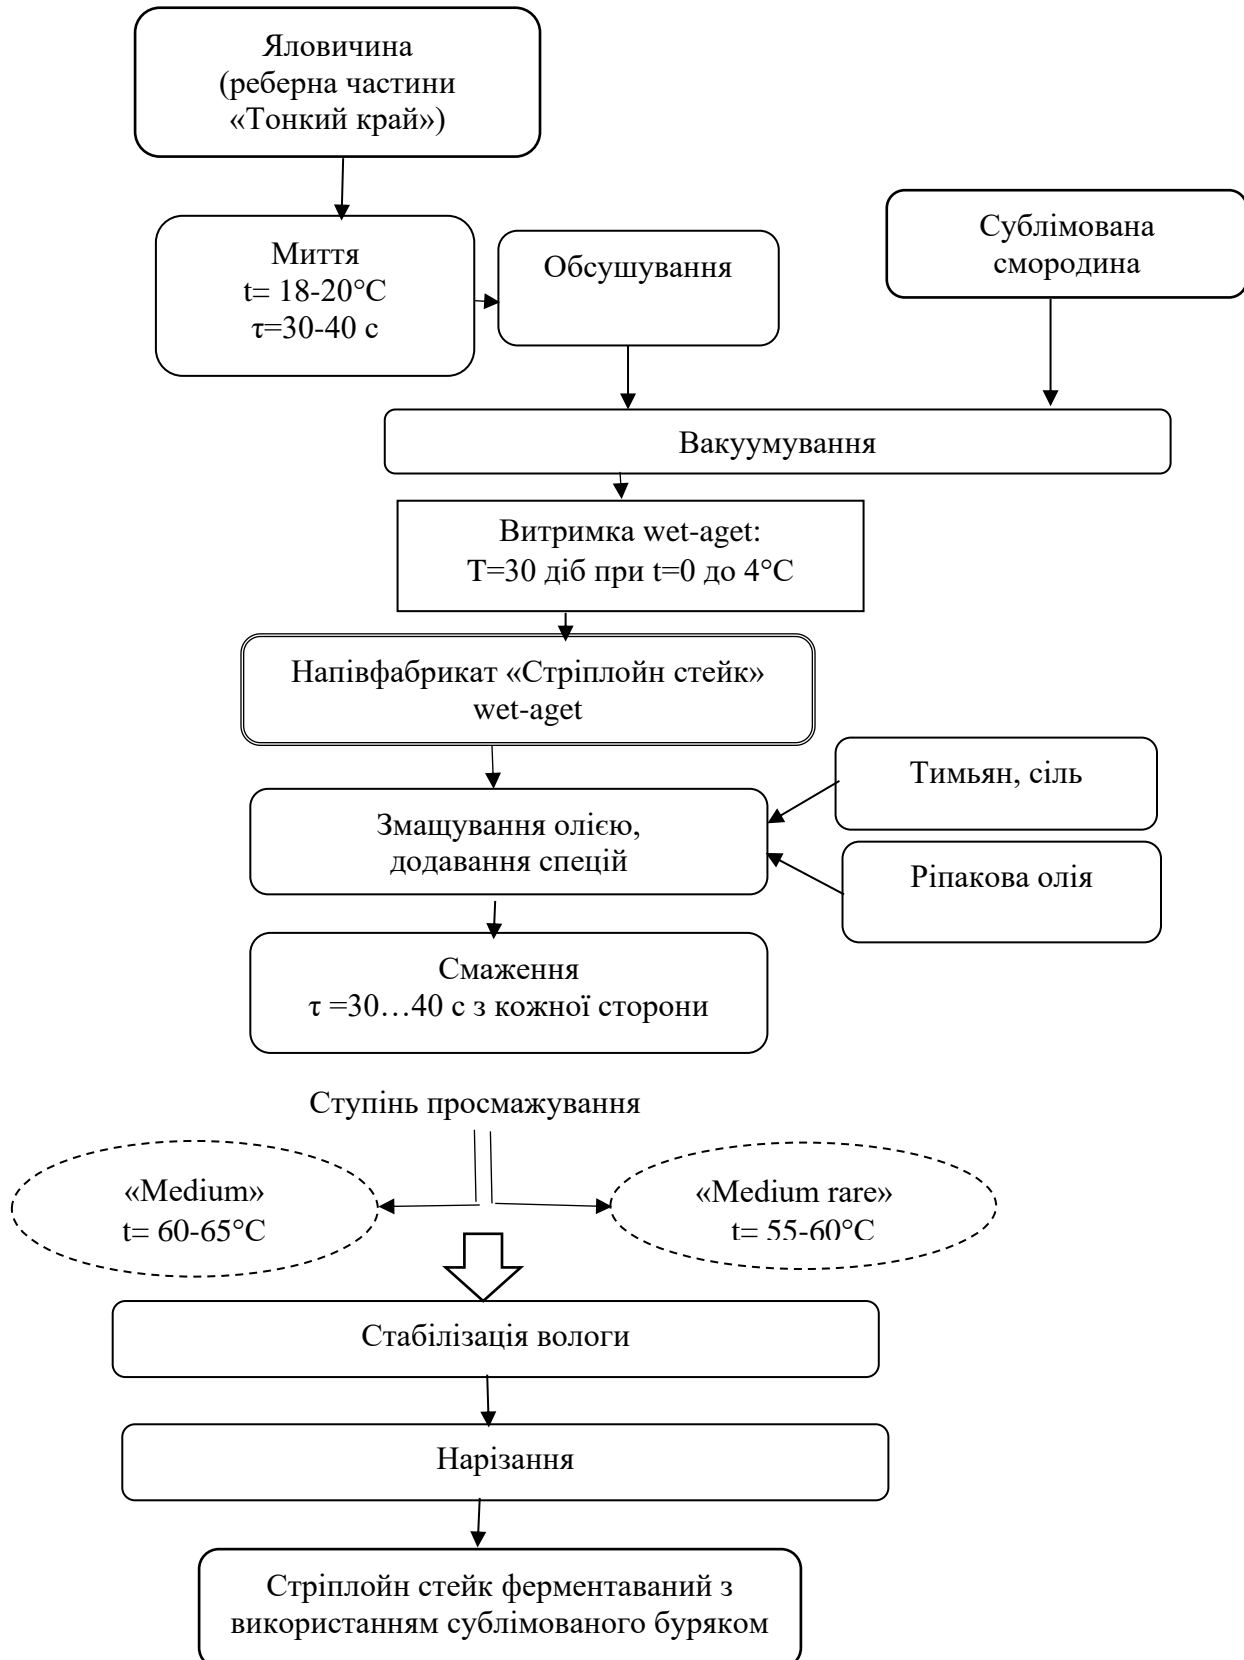 Яловичина
(реберна частини
«Тонкий край»)
Миття
t= 18-20°C
τ=30-40 с
Обсушування
Сублімована
смородина
Вакуумування
Витримка wet-aget:
Т=30 діб при t=0 до 4°C
Напівфабрикат «Стріплойн стейк»
wet-aget
Тимьян, сіль
Змащування олією,
додавання спецій
Ріпакова олія
Смаження
τ =30…40 с з кожної сторони
Ступінь просмажування
«Medium»
t= 60-65°C
«Medium rare»
t= 55-60°C
Стабілізація вологи
Нарізання
Стріплойн стейк ферментаваний з
використанням сублімованого буряком